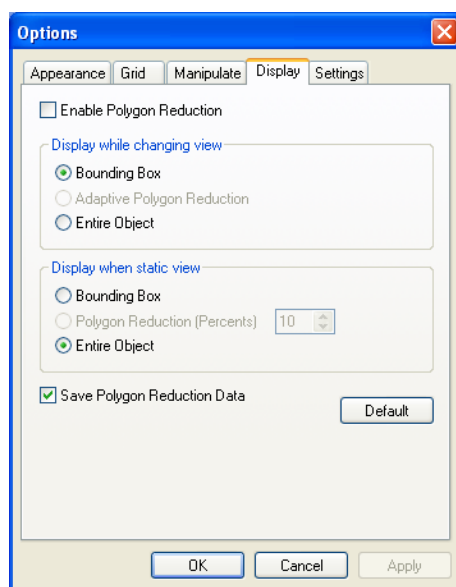 Options
Appearance Grid Manipulate Display Settings
Enable Polygon Reduction
Display while changing view
Bounding Box
Adaptive Polygon Reduction
Entire Object
Display when static view
Bounding Box
Polygon Reduction (Percents) 10
Entire Object
Save Polygon Reduction Data
Default
OK Cancel Apply